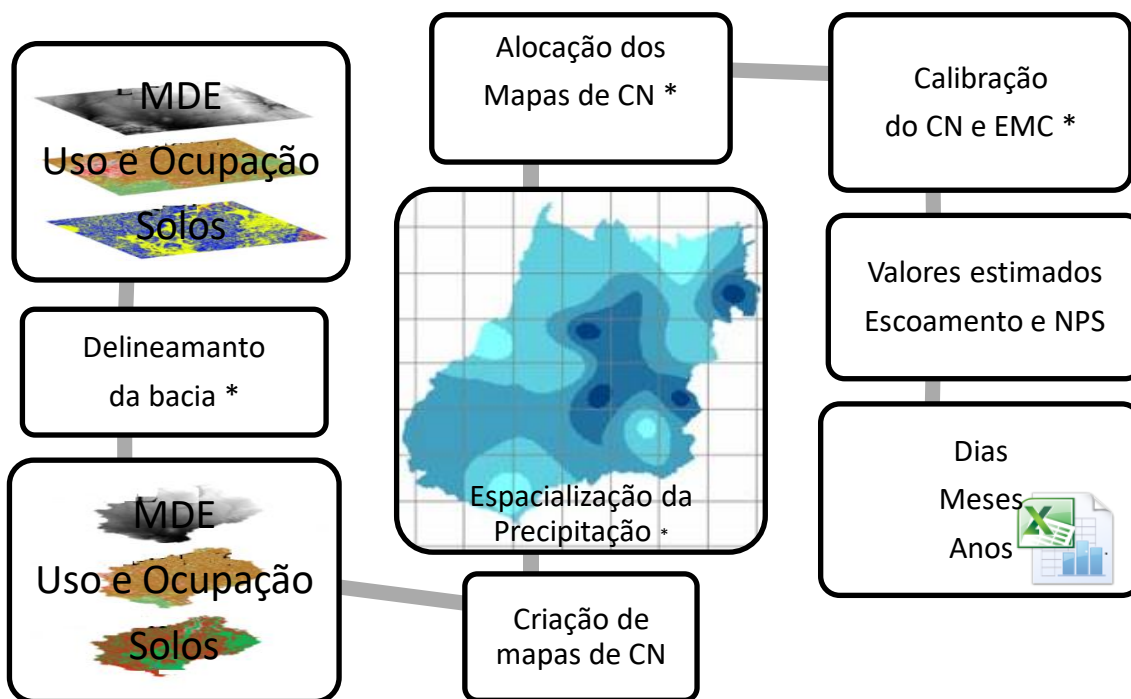 MDE
Uso e Ocupação
Solos
Delineamanto
da bacia *
MDE
Uso e Ocupação
Solos
Criação de
mapas de CN
Espacialização da
Precipitação *
Alocação dos
Mapas de CN *
Calibração
do CN e EMC *
Valores estimados
Escoamento e NPS
Dias
Meses
Anos
X